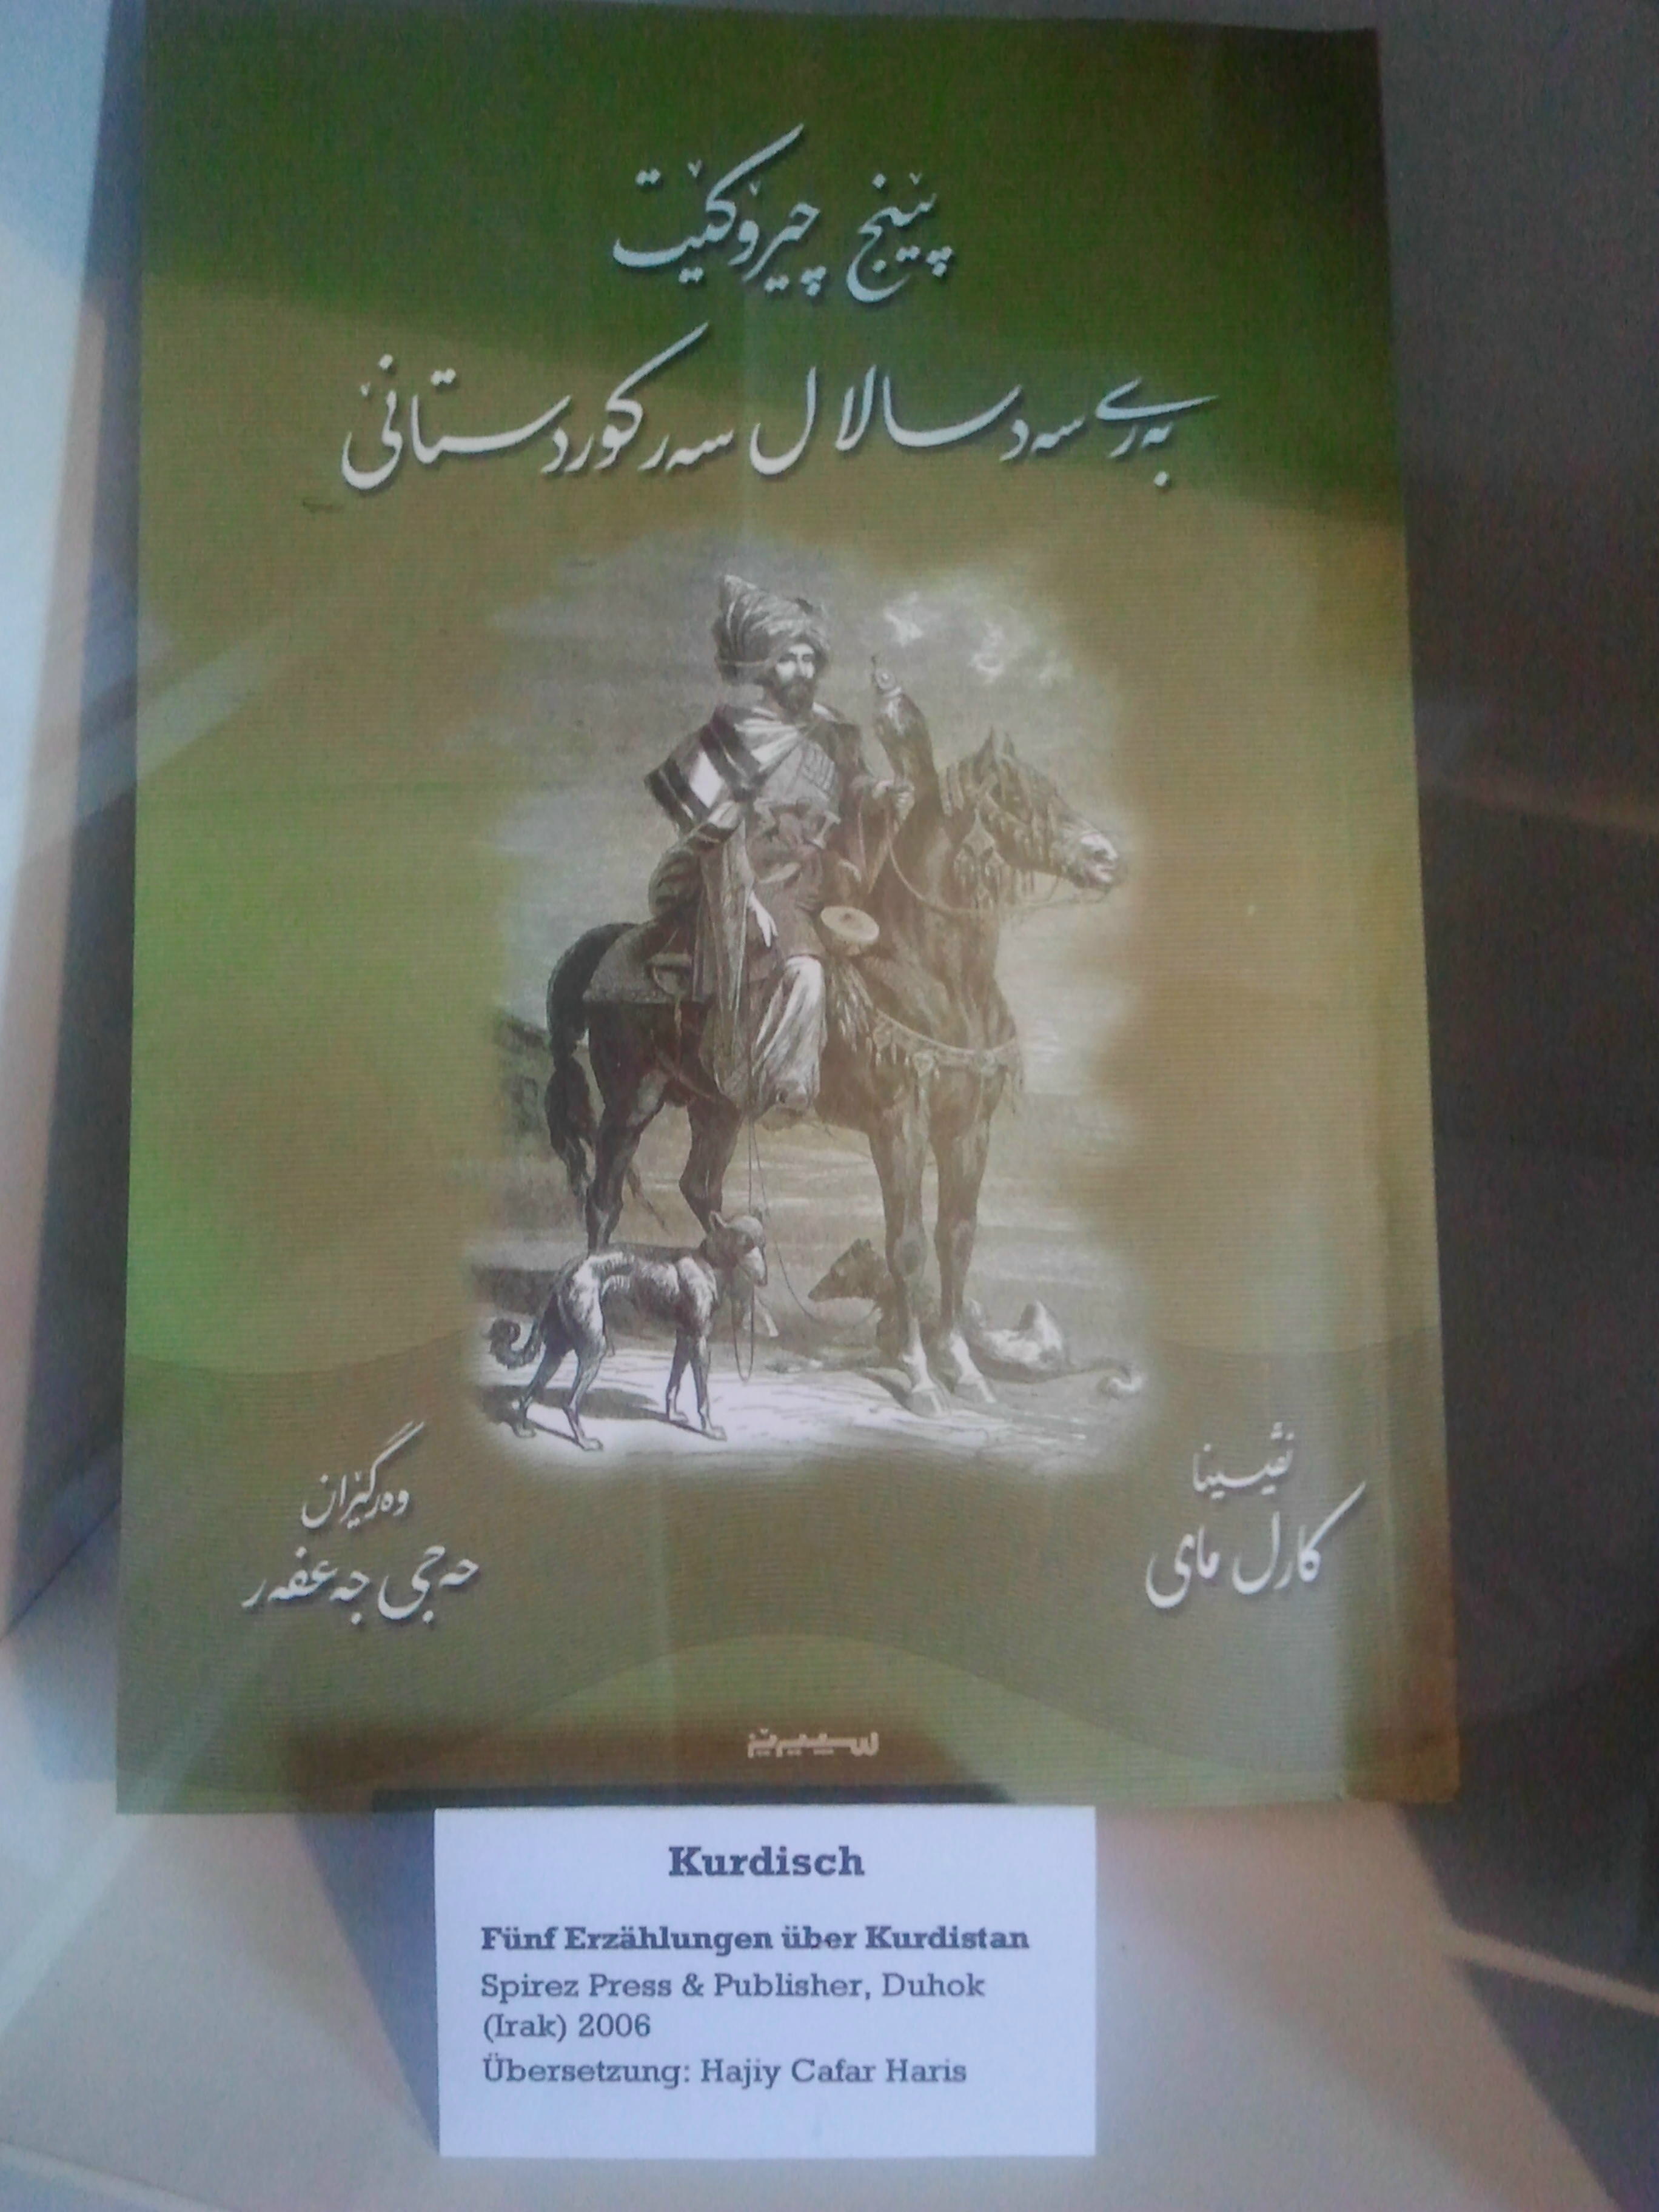 پێنج چیرۆکێت
بەرێ سەد سالال سەر کوردستانێ
نڤیسینا
کارل مای
وەرگێران
حەجی جەعفەر
سپیرێز
Kurdisch
Fünf Erzählungen über Kurdistan
Spirez Press & Publisher, Duhok
(Irak) 2006
Übersetzung: Hajiy Cafar Haris